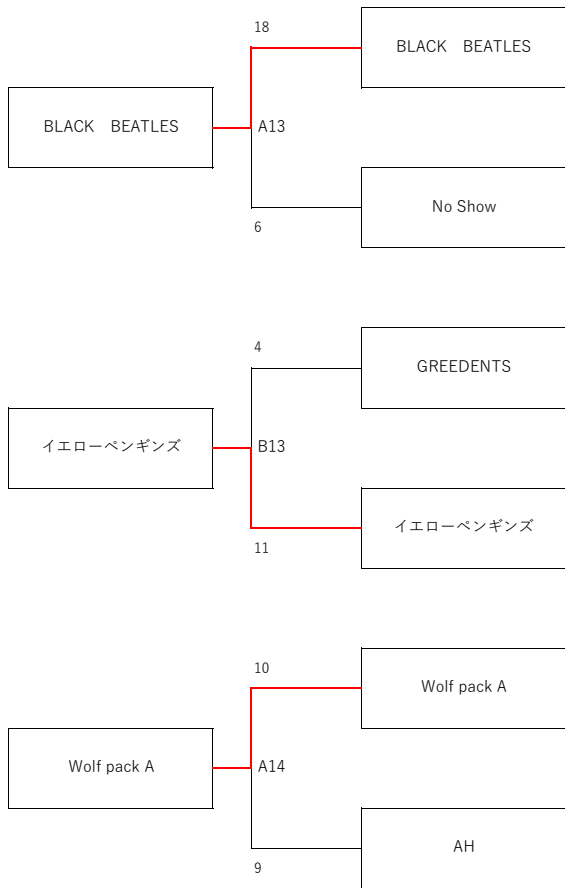 18
BLACK　BEATLES
BLACK　BEATLES
A13
No Show
6
4
GREEDENTS
イエローペンギンズ
B13
イエローペンギンズ
11
10
Wolf pack A
Wolf pack A
A14
AH
9